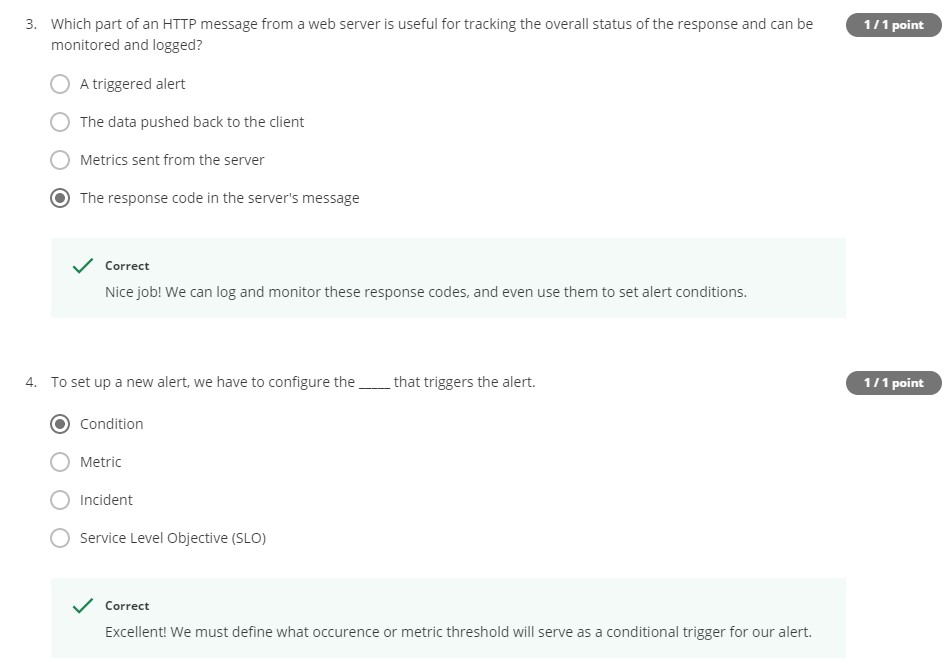 3. Which part of an HTTP message from a web server is useful for tracking the overall status of the response and can be
1 / 1 point
monitored and logged?
A triggered alert
The data pushed back to the client
Metrics sent from the server
The response code in the server's message
Correct
Nice job! We can log and monitor these response codes, and even use them to set alert conditions.
4. To set up a new alert, we have to configure the _____ that triggers the alert.
1 / 1 point
Condition
Metric
Incident
Service Level Objective (SLO)
Correct
Excellent! We must define what occurence or metric threshold will serve as a conditional trigger for our alert.